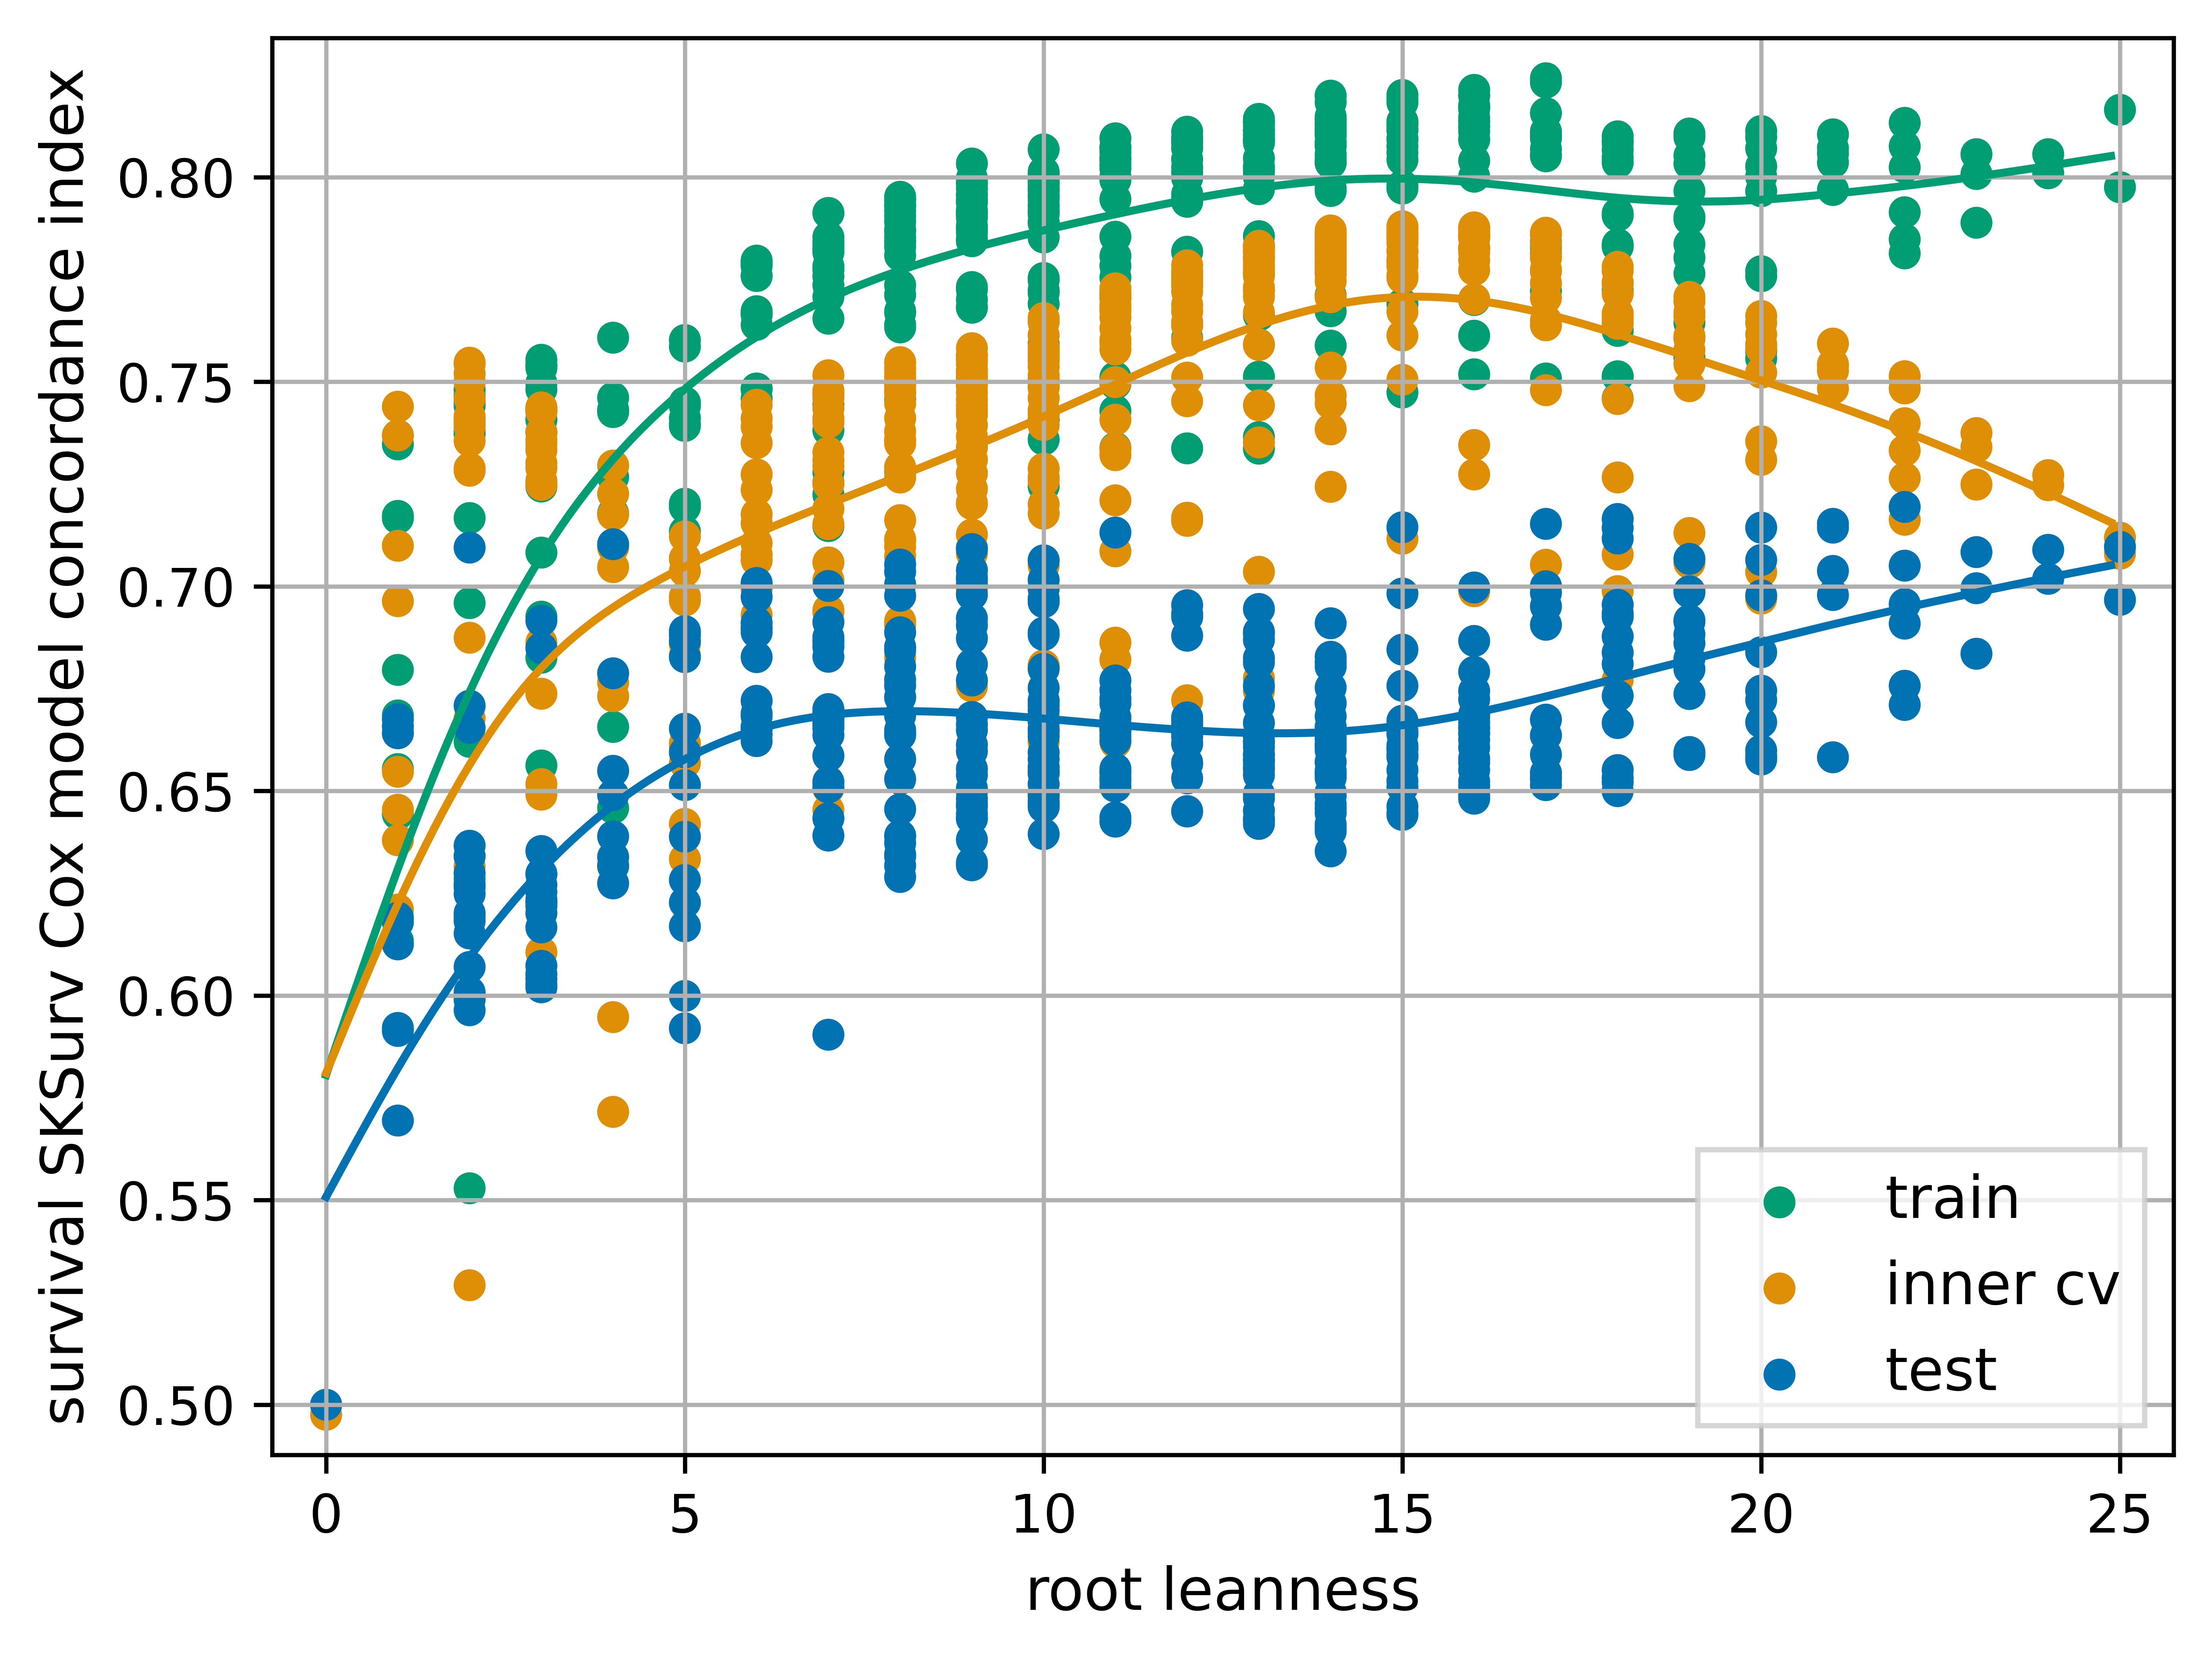 survival SKSurv Cox model concordance index
0.80
0.75
0.70
0.65
0.60
0.55
0.50
train
inner cv
test
0 5 10 15 20 25
root leanness